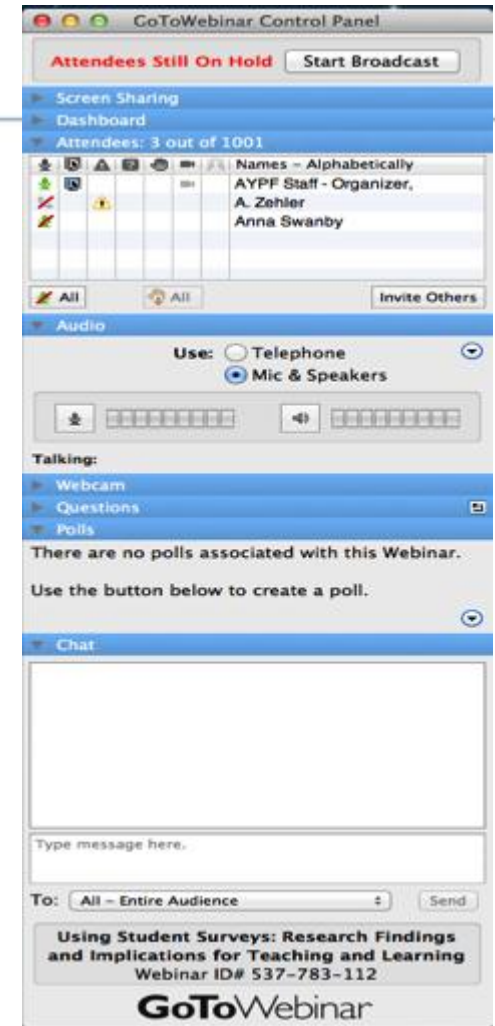 GoToWebinar Control Panel
Attendees Still On Hold Start Broadcast
Screen Sharing
Dashboard
Attendees: 3 out of 1001
Names - Alphabetically
AYPF Staff - Organizer,
A. Zehler
Anna Swanby
All All Invite Others
Audio
Use: Telephone
Mic & Speakers
Talking:
Webcam
Questions
Polls
There are no polls associated with this Webinar.
Use the button below to create a poll.
Chat
Type message here.
To: All - Entire Audience Send
Using Student Surveys: Research Findings
and Implications for Teaching and Learning
Webinar ID# 537-783-112
GoToWebinar